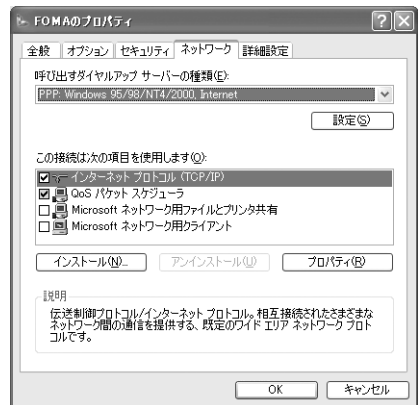 FOMAのプロパティ
全般 オプション セキュリティ ネットワーク 詳細設定
呼び出すダイヤルアップ サーバーの種類(E):
PPP: Windows 95/98/NT4/2000, Internet
設定(S)
この接続は次の項目を使用します(O):
インターネット プロトコル (TCP/IP)
QoS パケット スケジューラ
Microsoft ネットワーク用ファイルとプリンタ共有
Microsoft ネットワーク用クライアント
インストール(N)... アンインストール(U) プロパティ(R)
説明
伝送制御プロトコル/インターネット プロトコル。相互接続されたさまざまな
ネットワーク間の通信を提供する、既定のワイド エリア ネットワーク プロト
コルです。
OK キャンセル